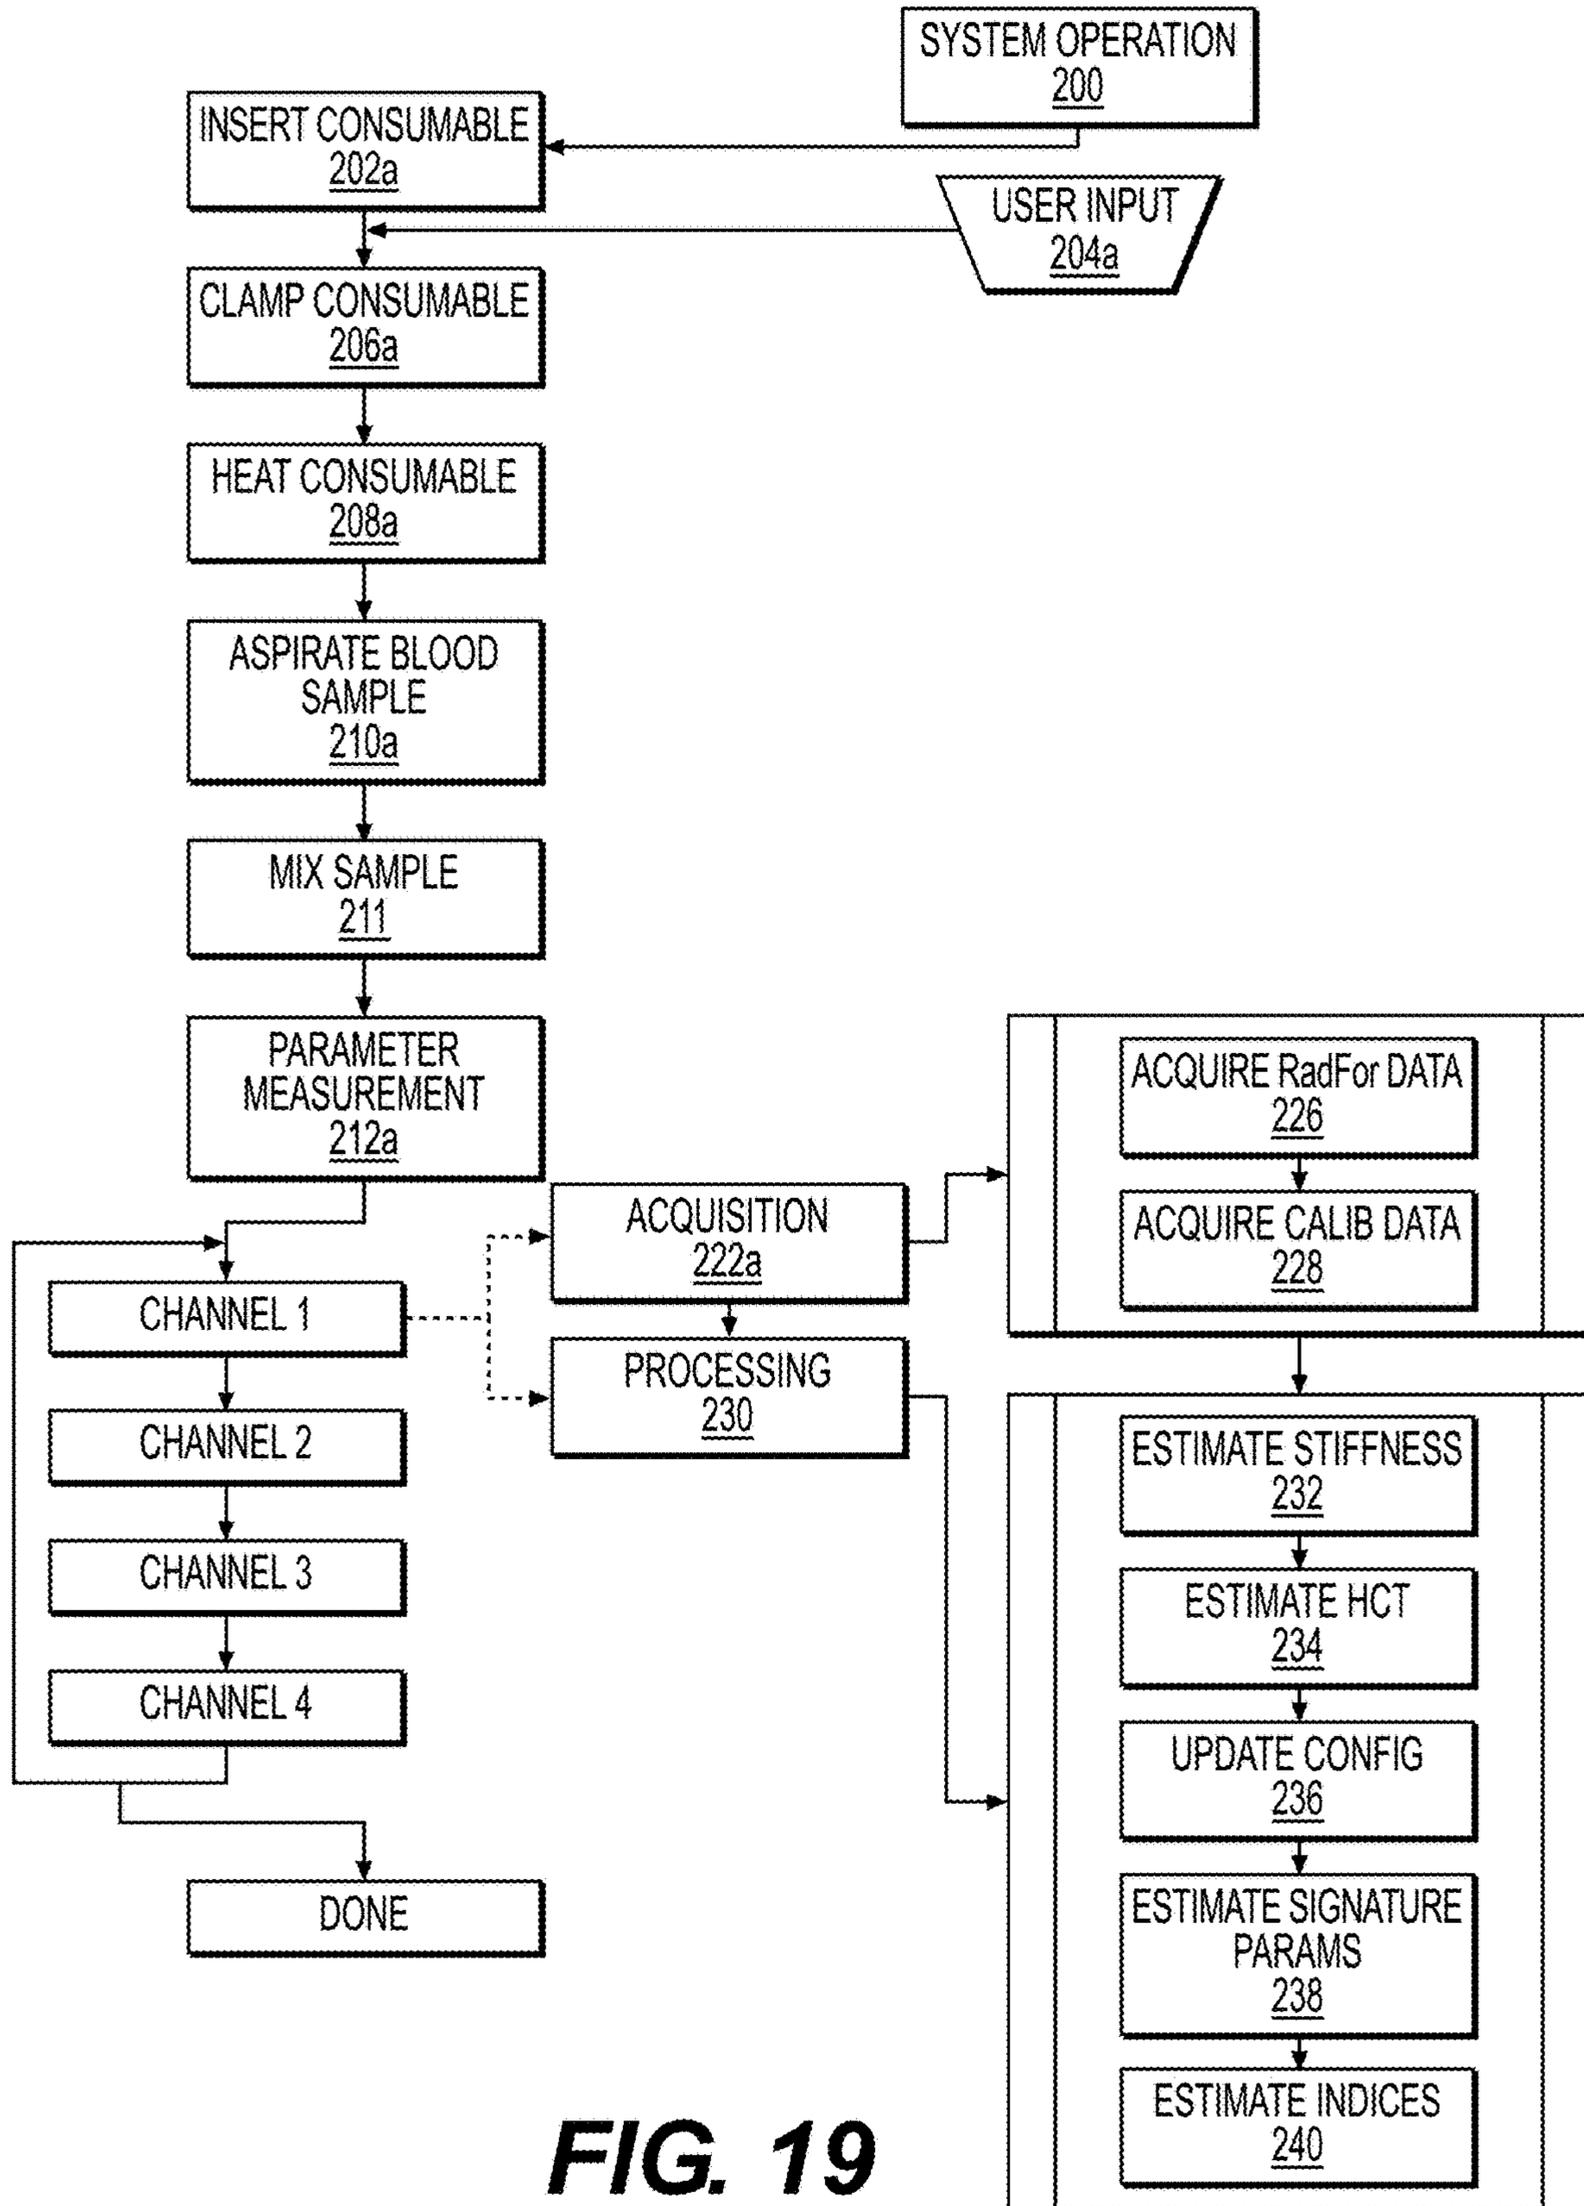 SYSTEM OPERATION
200
INSERT CONSUMABLE
202a
USER INPUT
204a
CLAMP CONSUMABLE
206a
HEAT CONSUMABLE
208a
ASPIRATE BLOOD
SAMPLE
210a
MIX SAMPLE
211
PARAMETER
MEASUREMENT
212a
CHANNEL 1
CHANNEL 2
CHANNEL 3
CHANNEL 4
DONE
ACQUISITION
222a
PROCESSING
230
ACQUIRE RadFor DATA
226
ACQUIRE CALIB DATA
228
ESTIMATE STIFFNESS
232
ESTIMATE HCT
234
UPDATE CONFIG
236
ESTIMATE SIGNATURE
PARAMS
238
ESTIMATE INDICES
240
FIG. 19